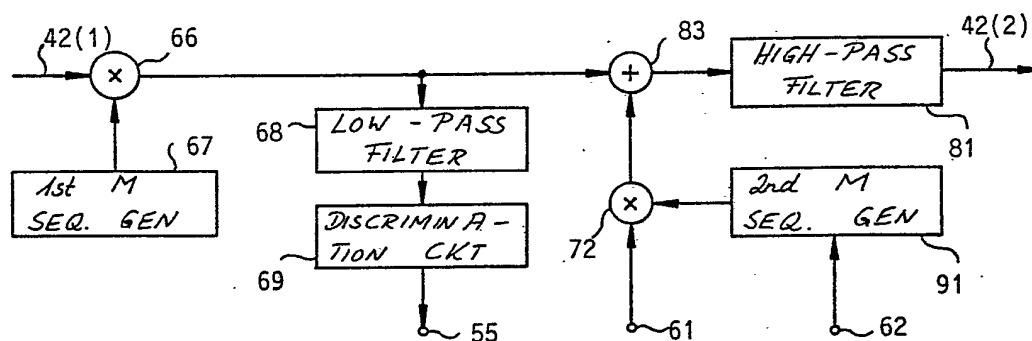 42(1)
66
83
42(2)
HIGH-PASS
FILTER
81
67
1st M
SEQ. GEN
68
LOW-PASS
FILTER
72
2nd M
SEQ. GEN
91
DISCRIMINA-
TION CKT
69
55
61
62